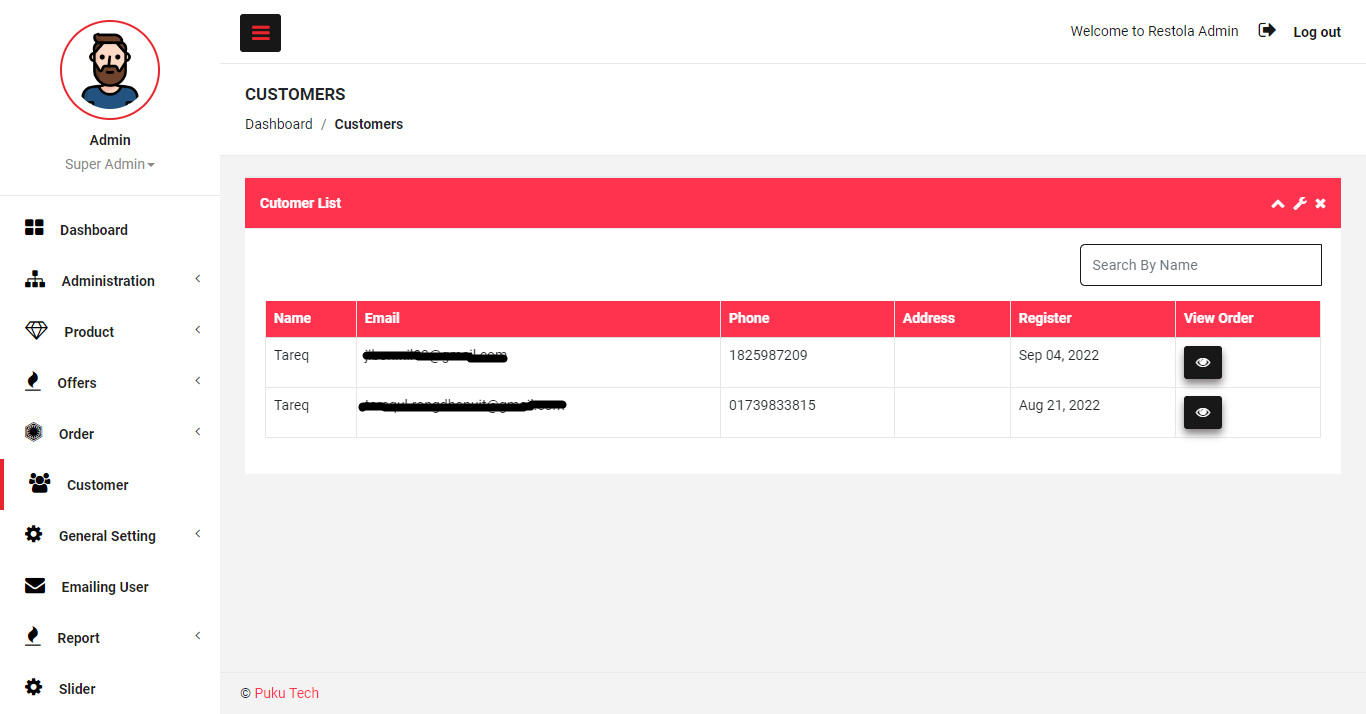 Welcome to Restola Admin Log out
Admin
Super Admin
Dashboard
Administration
Product
Offers
Order
Customer
General Setting
Emailing User
Report
Slider
CUSTOMERS
Dashboard / Customers
Cutomer List
Search By Name
Name Email Phone Address Register View Order
Tareq 1825987209 Sep 04, 2022
Tareq 01739833815 Aug 21, 2022
© Puku Tech